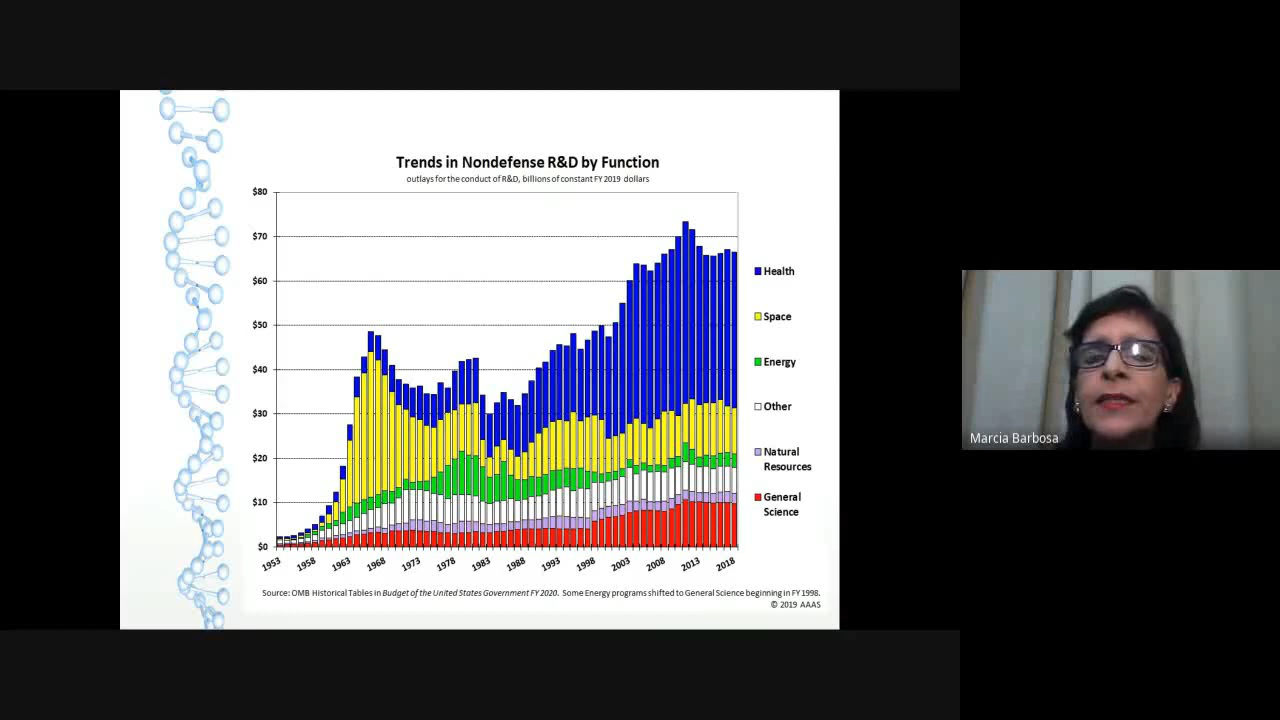 Trends in Nondefense R&D by Function
outlays for the conduct of R&D, billions of constant FY 2019 dollars
$80
$70
$60
$50
$40
$30
$20
$10
$0
1953
1958
1963
1968
1973
1978
1983
1988
1993
1998
2003
2008
2013
2018
Health
Space
Energy
Other
Natural
Resources
General
Science
Source: OMB Historical Tables in Budget of the United States Government FY 2020. Some Energy programs shifted to General Science beginning in FY 1998.
© 2019 AAAS
Marcia Barbosa